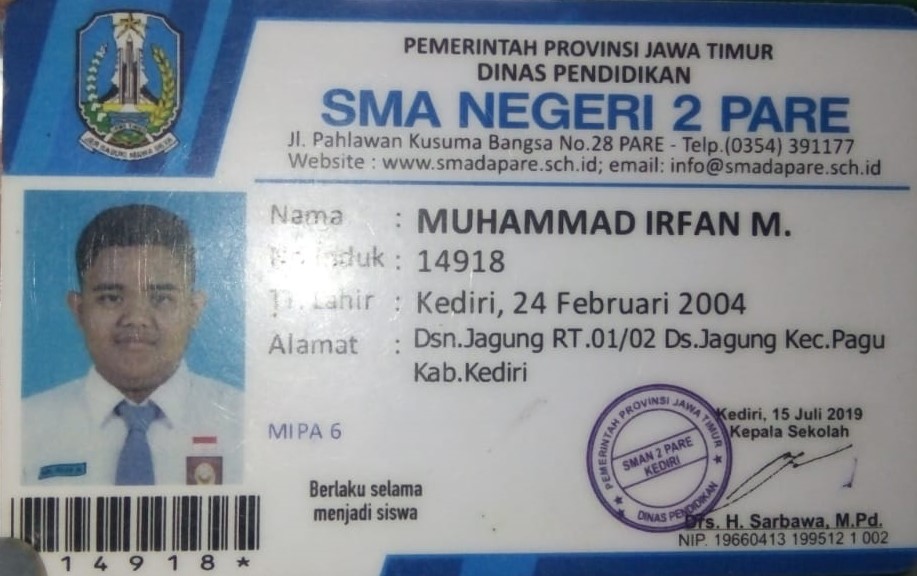 PEMERINTAH PROVINSI JAWA TIMUR
DINAS PENDIDIKAN
SMA NEGERI 2 PARE
Jl. Pahlawan Kusuma Bangsa No.28 PARE - Telp.(0354) 391177
Website : www.smadapare.sch.id; email: info@smadapare.sch.id
Nama : MUHAMMAD IRFAN M.
No Induk : 14918
Lahir : Kediri, 24 Februari 2004
Alamat : Dsn.Jagung RT.01/02 Ds.Jagung Kec.Pagu
Kab.Kediri
MIPA 6
Kediri, 15 Juli 2019
Kepala Sekolah
PEMERINTAH PROVINSI JAWA TIMUR
SMAN 2 PARE
KEDIRI
DINAS PENDIDIKAN
Berlaku selama
menjadi siswa
Drs. H. Sarbawa, M.Pd.
NIP. 19660413 199512 1 002
14918*